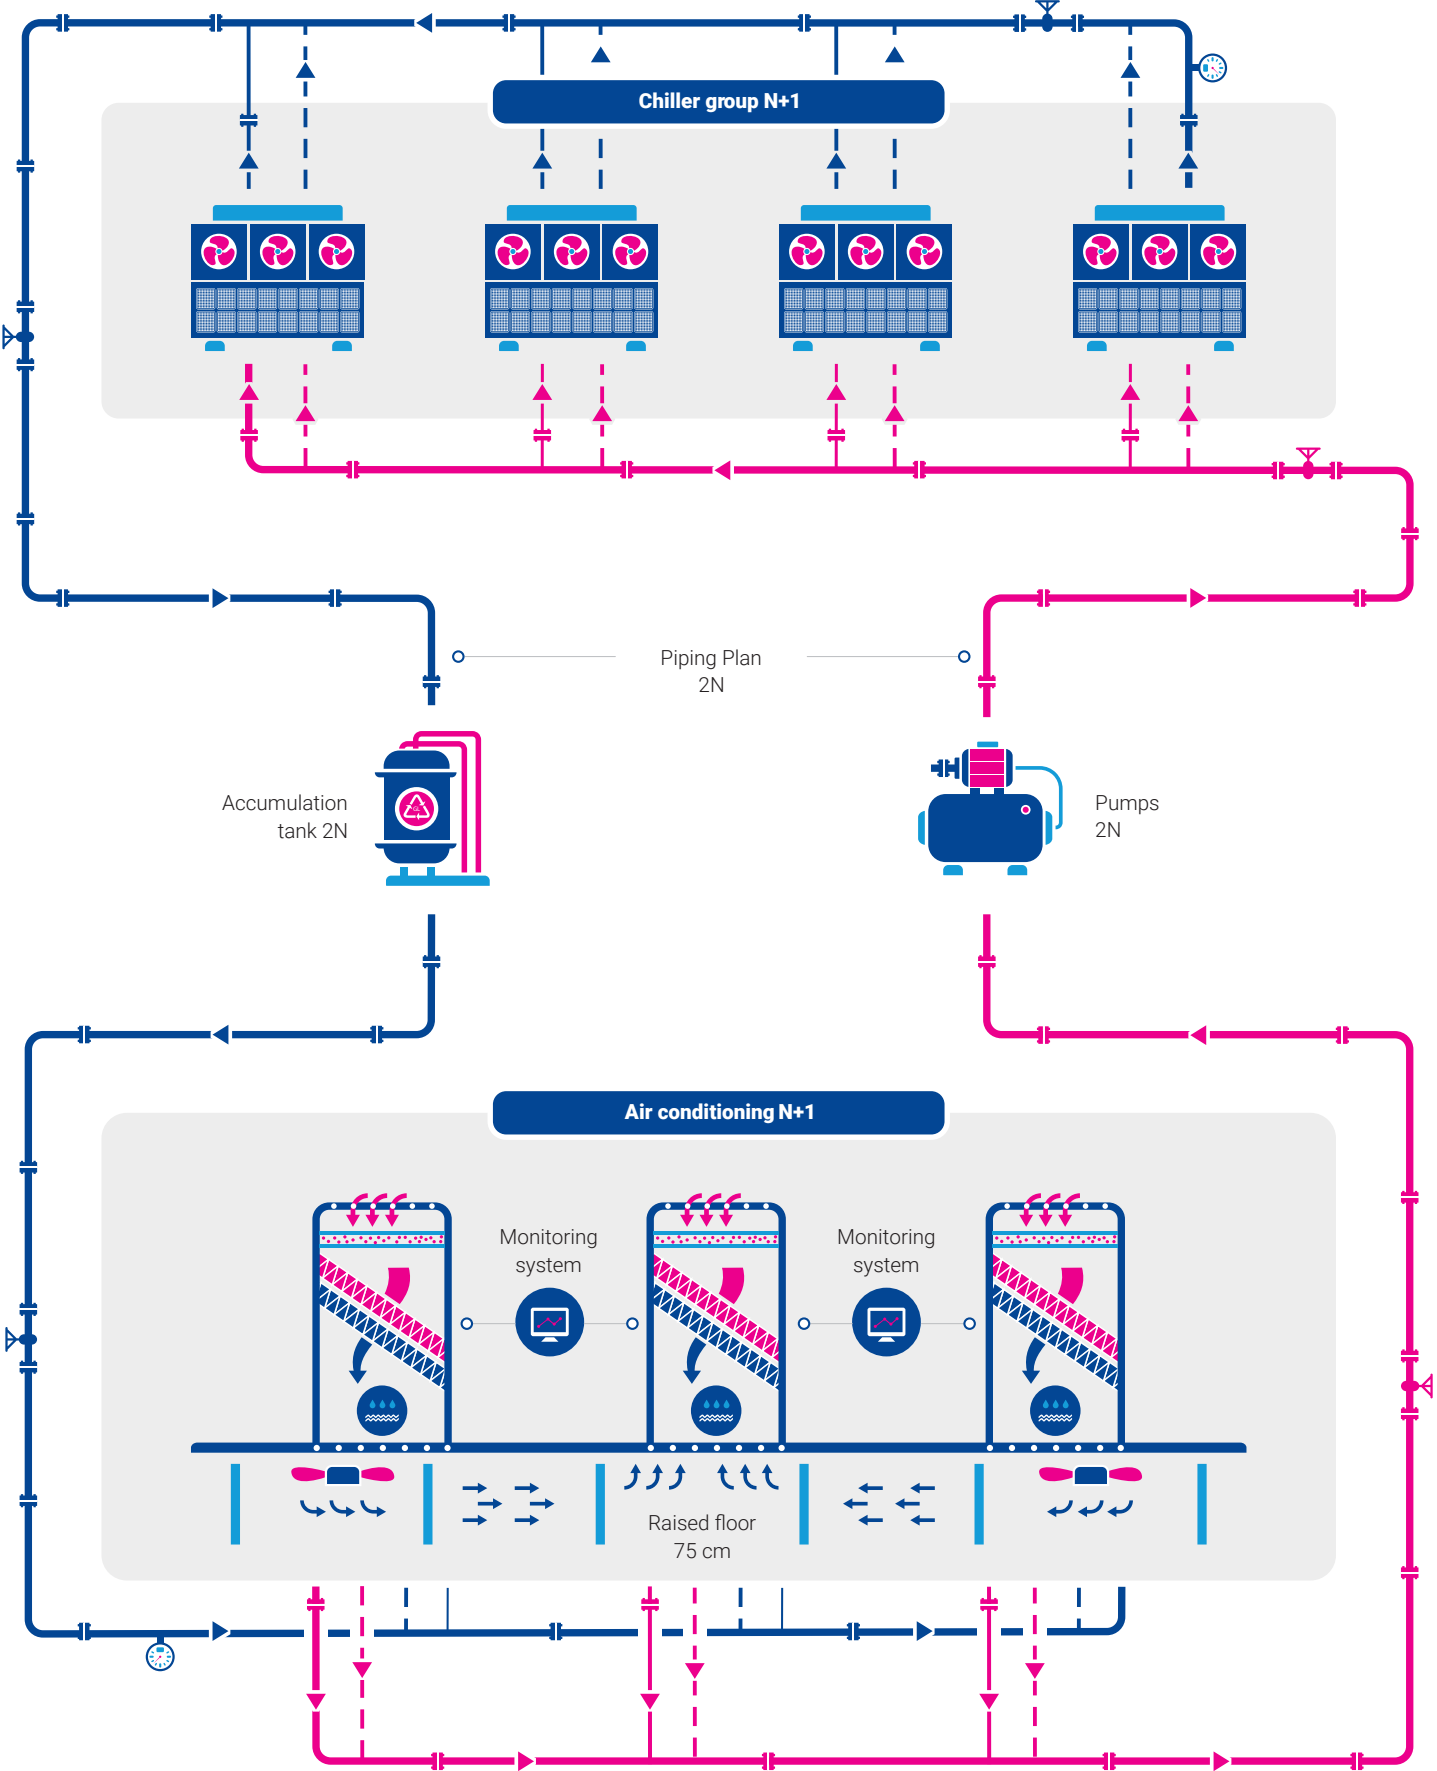 Chiller group N+1
Piping Plan
2N
Accumulation
tank 2N
Pumps
2N
Air conditioning N+1
Monitoring
system
Monitoring
system
Raised floor
75 cm